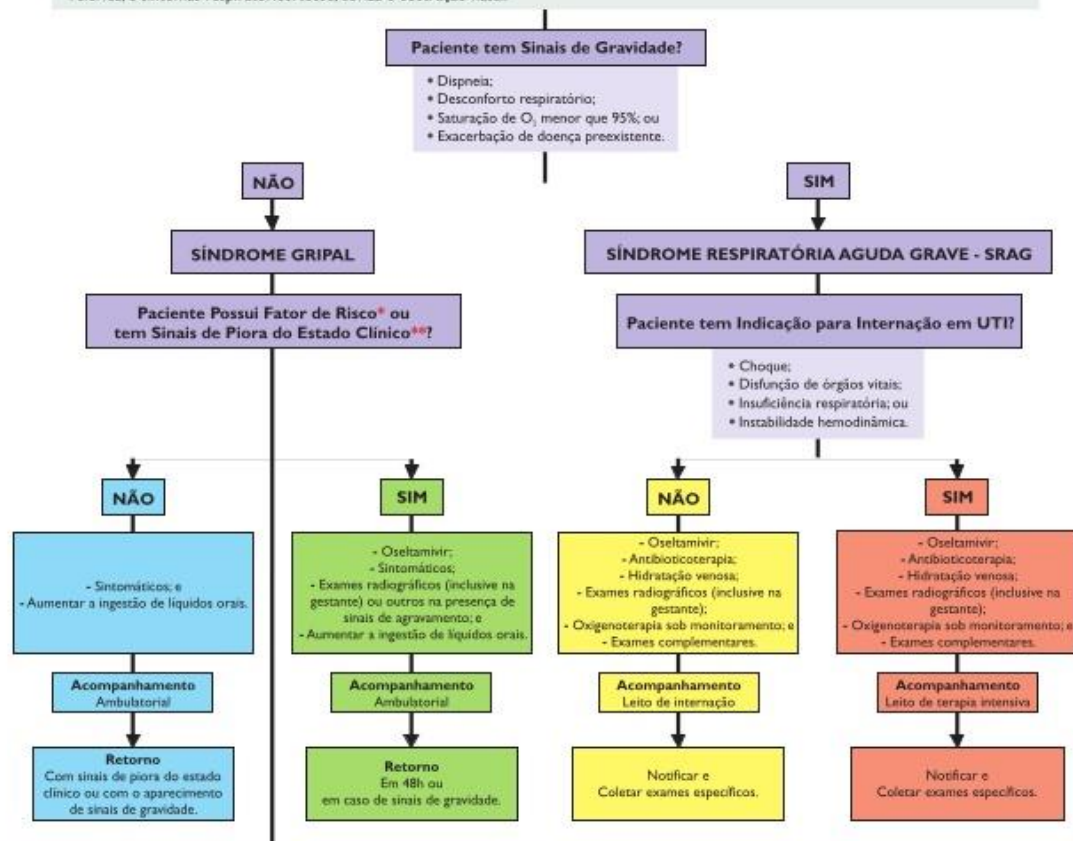 Paciente tem Sinais de Gravidade?
• Dispneia;
• Desconforto respiratório;
• Saturação de O₂ menor que 95%; ou
• Exacerbação de doença preexistente.
NÃO
SIM
SÍNDROME GRIPAL
SÍNDROME RESPIRATÓRIA AGUDA GRAVE - SRAG
Paciente Possui Fator de Risco* ou
tem Sinais de Piora do Estado Clínico**?
Paciente tem Indicação para Internação em UTI?
• Choque;
• Disfunção de órgãos vitais;
• Insuficiência respiratória; ou
• Instabilidade hemodinâmica.
NÃO
SIM
NÃO
SIM
- Sintomáticos; e
- Aumentar a ingestão de líquidos orais.
- Oseltamivir;
- Sintomáticos;
- Exames radiográficos (inclusive na
gestante) ou outros na presença de
sinais de agravamento; e
- Aumentar a ingestão de líquidos orais.
- Oseltamivir;
- Antibioticoterapia;
- Hidratação venosa;
- Exames radiográficos (inclusive na
gestante);
- Oxigenoterapia sob monitoramento; e
- Exames complementares.
- Oseltamivir;
- Antibioticoterapia;
- Hidratação venosa;
- Exames radiográficos (inclusive na
gestante);
- Oxigenoterapia sob monitoramento; e
- Exames complementares.
Acompanhamento
Ambulatorial
Acompanhamento
Ambulatorial
Acompanhamento
Leito de internação
Acompanhamento
Leito de terapia intensiva
Retorno
Com sinais de piora do estado
clínico ou com o aparecimento
de sinais de gravidade.
Retorno
Em 48h ou
em caso de sinais de gravidade.
Notificar e
Coletar exames específicos.
Notificar e
Coletar exames específicos.